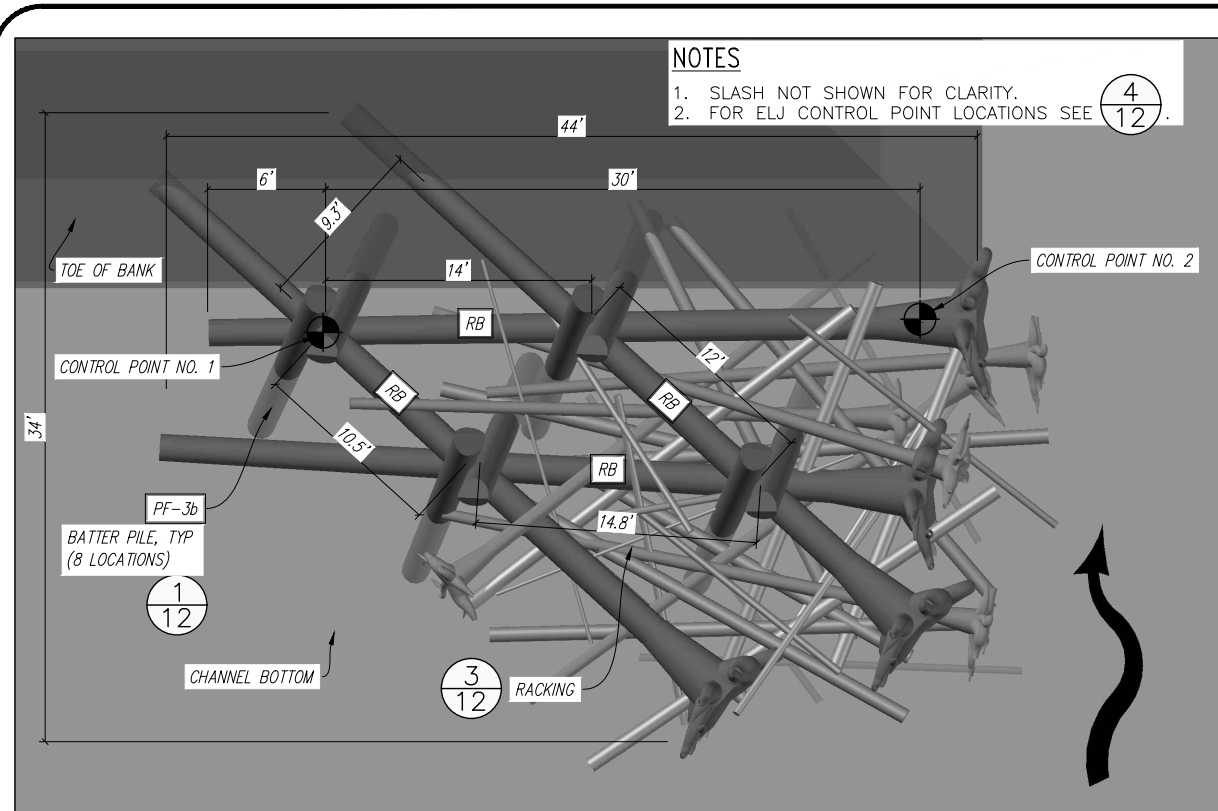 NOTES
1. SLASH NOT SHOWN FOR CLARITY.
2. FOR ELJ CONTROL POINT LOCATIONS SEE 4/12.
44'
6'
30'
9.3'
TOE OF BANK
14'
CONTROL POINT NO. 2
RB
CONTROL POINT NO. 1
12'
RB
RB
34'
10.5'
RB
PF-3b
14.8'
BATTER PILE, TYP
(8 LOCATIONS)
1
12
CHANNEL BOTTOM
3
12
RACKING